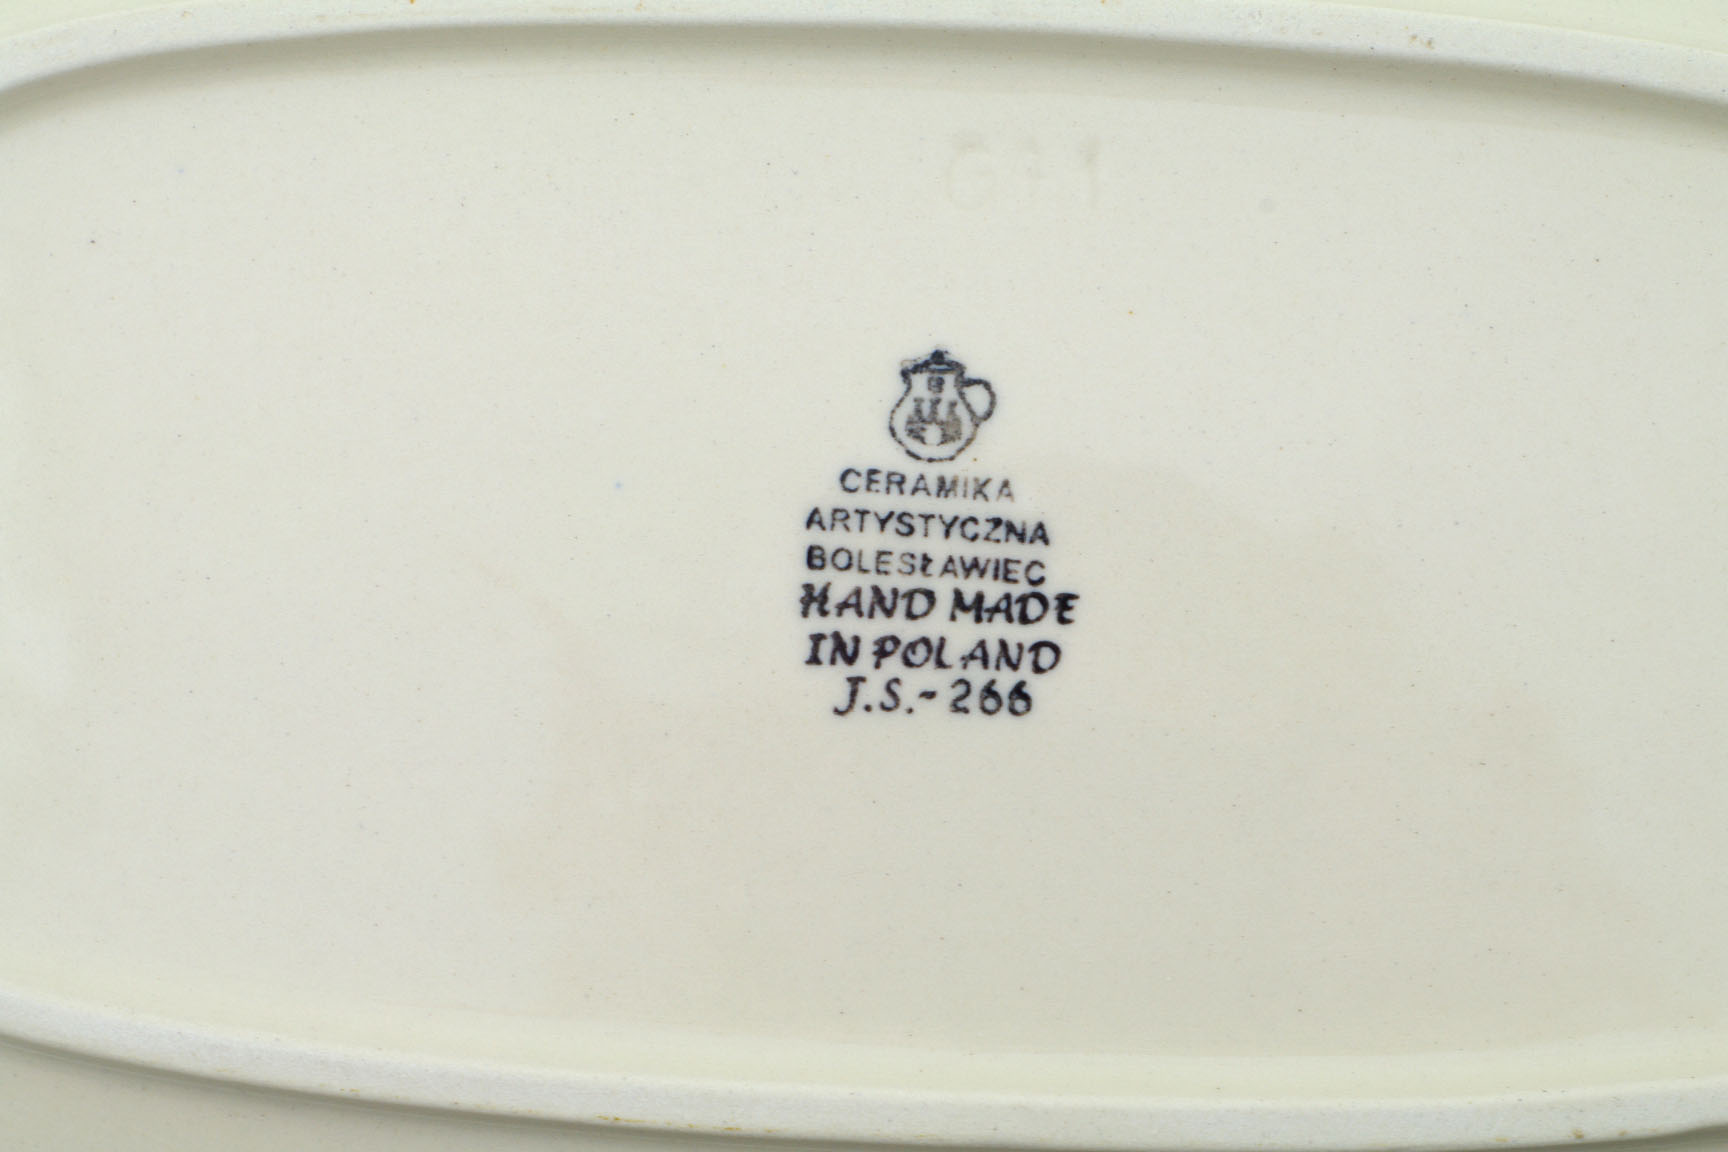 CERAMIKA
ARTYSTYCZNA
BOLESŁAWIEC
HAND MADE
IN POLAND
J.S.-266